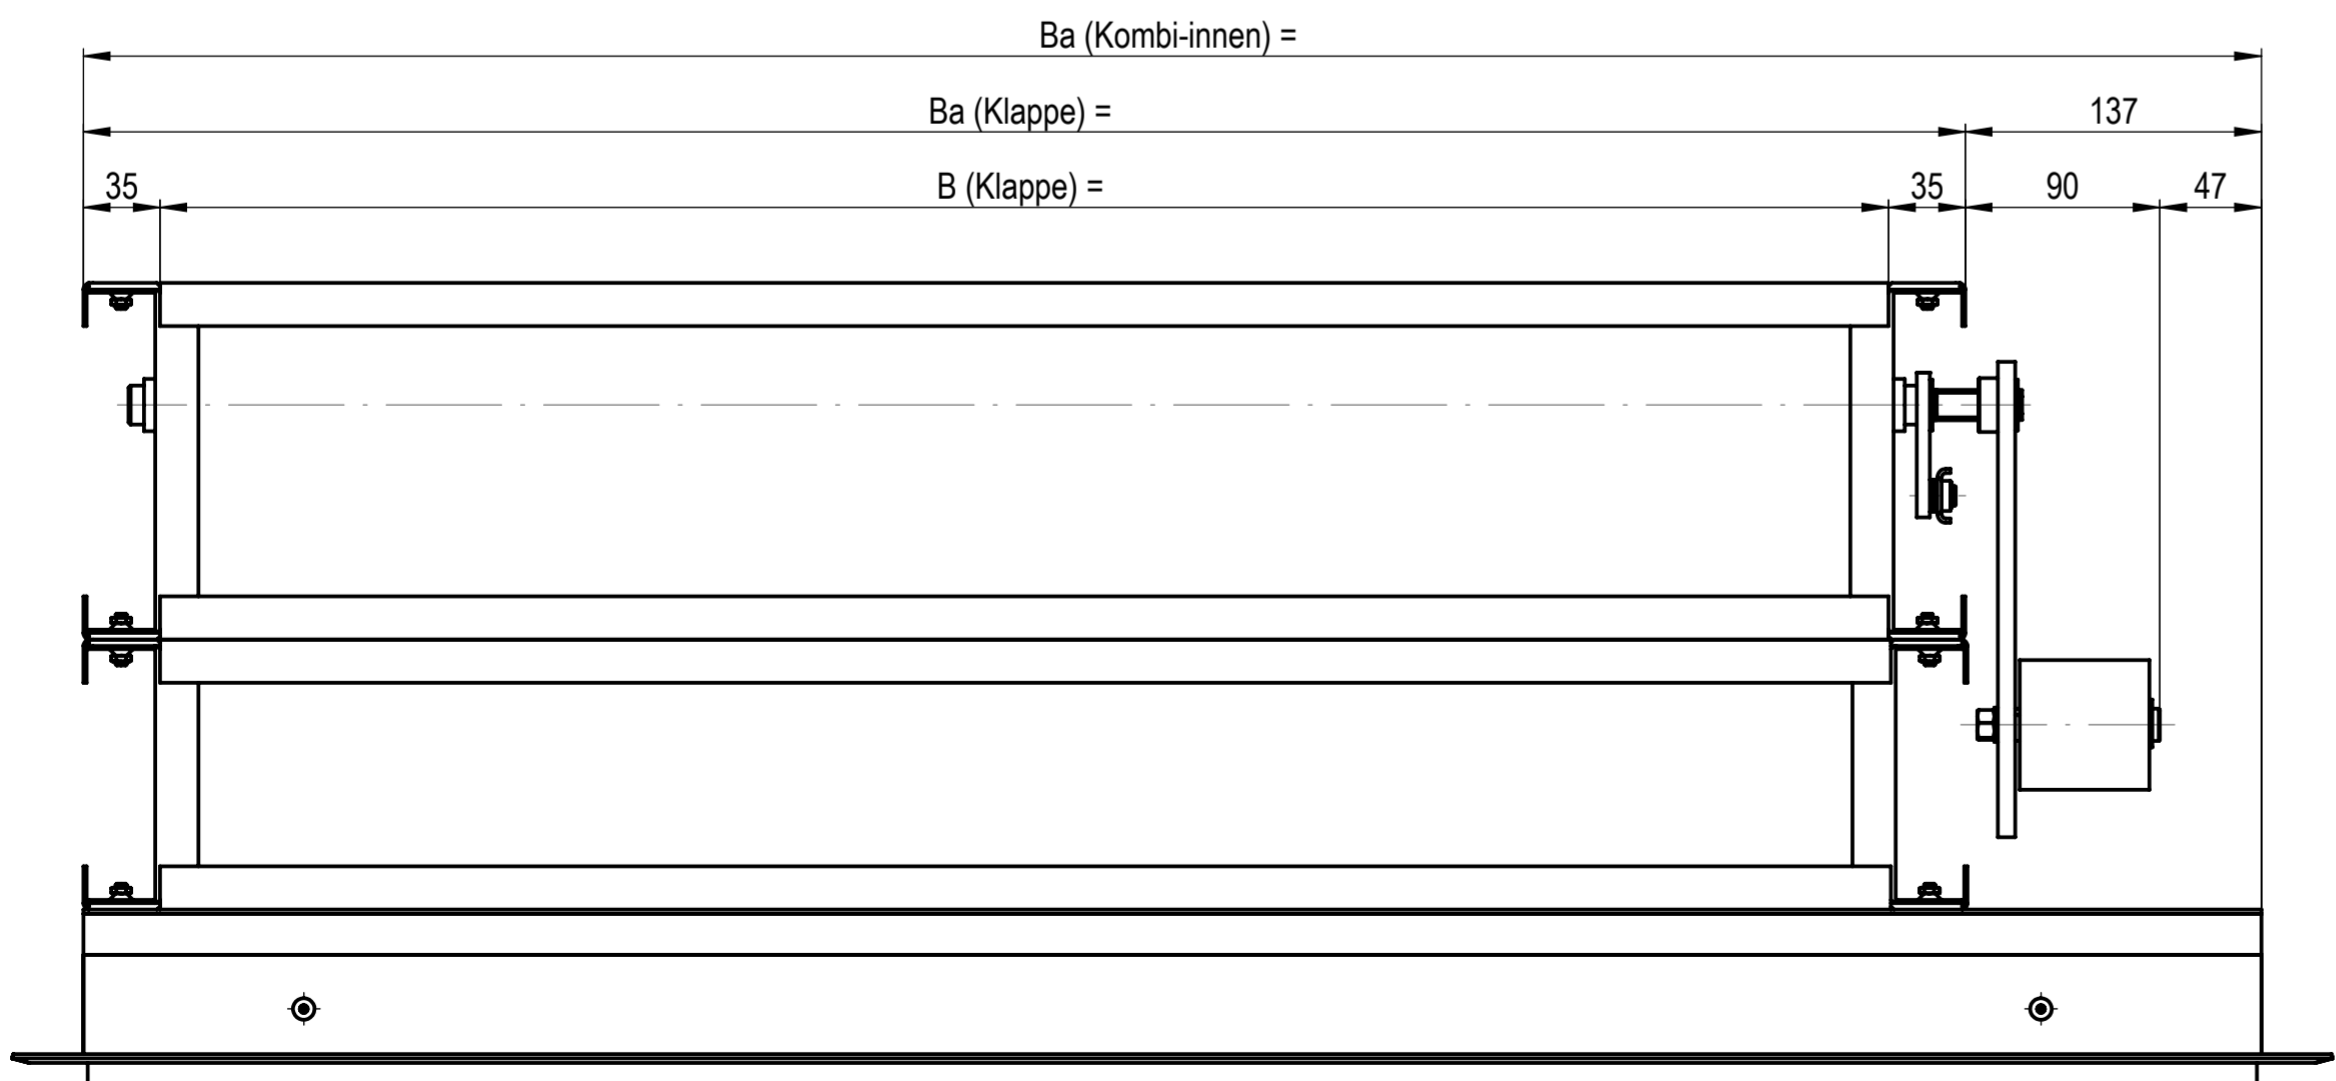 Ba (Kombi-innen) =
Ba (Klappe) =
137
35
B (Klappe) =
35
90
47